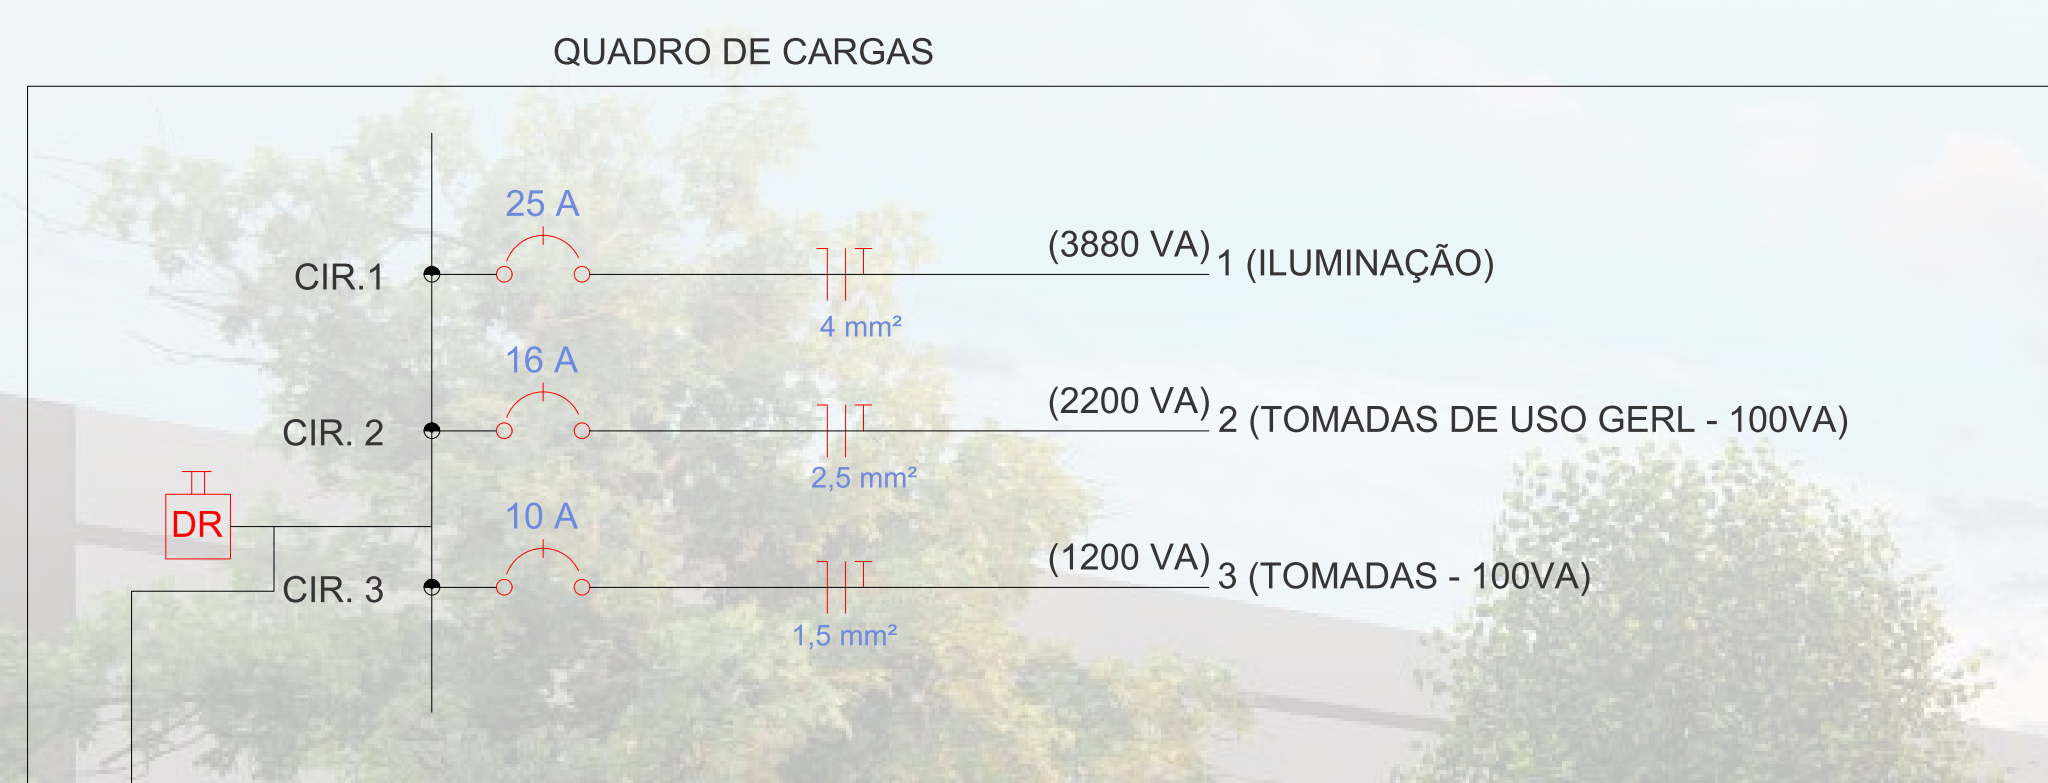 QUADRO DE CARGAS
25 A
CIR.1
(3880 VA) 1 (ILUMINAÇÃO)
4 mm²
16 A
CIR. 2
(2200 VA) 2 (TOMADAS DE USO GERL - 100VA)
2,5 mm²
DR
10 A
CIR. 3
(1200 VA) 3 (TOMADAS - 100VA)
1,5 mm²